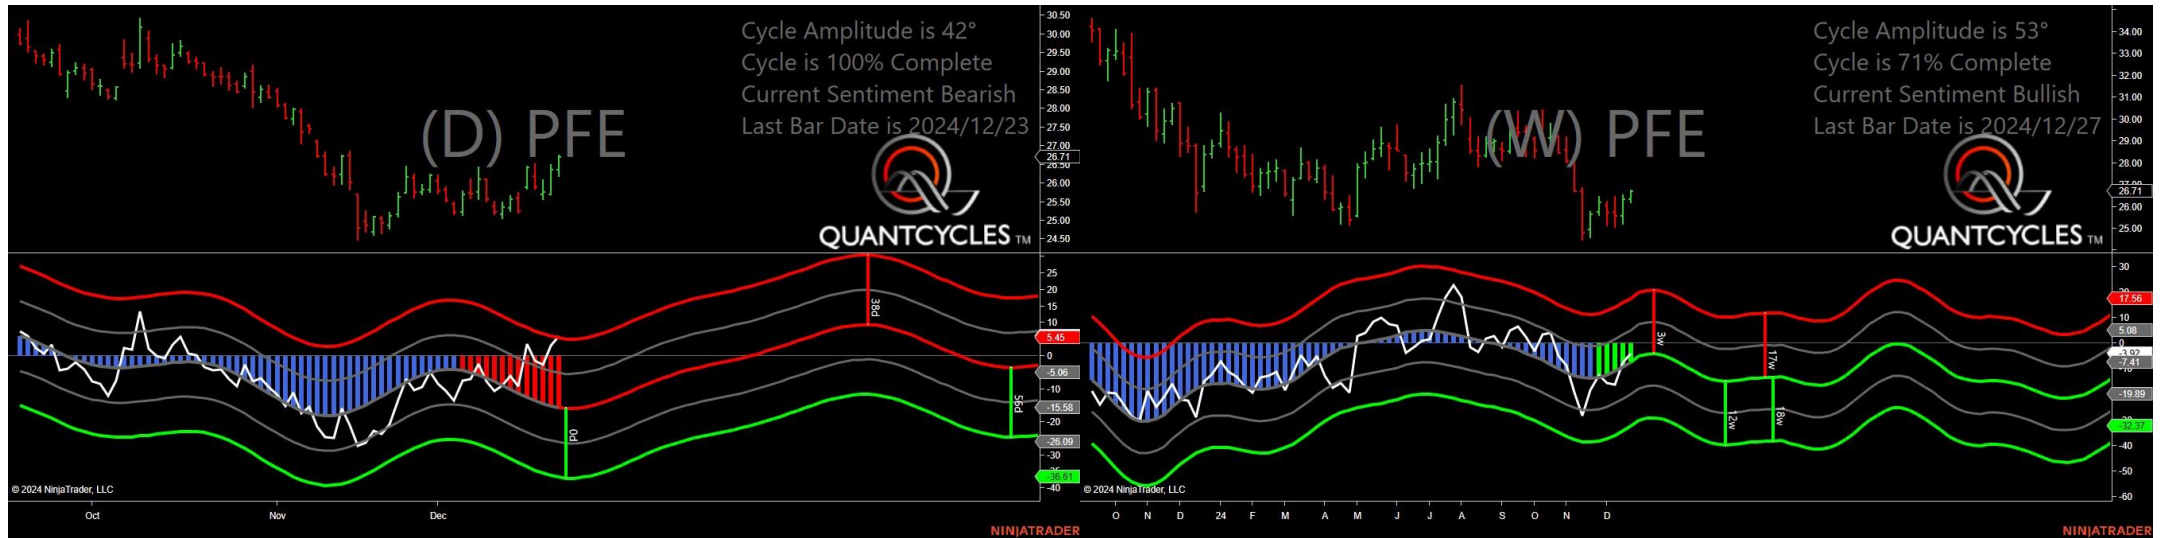 Cycle Amplitude is 42°
Cycle is 100% Complete
Current Sentiment Bearish
Last Bar Date is 2024/12/23
(D) PFE
QUANTCYCLES TM
30.50
30.00
29.50
29.00
28.50
28.00
27.50
27.00
26.71
26.50
26.00
25.50
25.00
24.50
25
20
15
10
5.45
0
-5.06
-10
-15.58
-20
-26.09
-30
-35
-36.61
-40
38d
0d
56d
© 2024 NinjaTrader, LLC
Oct Nov Dec
NINJATRADER
Cycle Amplitude is 53°
Cycle is 71% Complete
Current Sentiment Bullish
Last Bar Date is 2024/12/27
(W) PFE
QUANTCYCLES TM
34.00
33.00
32.00
31.00
30.00
29.00
28.00
27.00
26.71
26.00
25.00
30
17.56
10
5.08
0
-3.92
-7.41
-19.89
-32.37
-40
-50
-60
3w
17w
12w
18w
© 2024 NinjaTrader, LLC
O N D 24 F M A M J J A S O N D
NINJATRADER